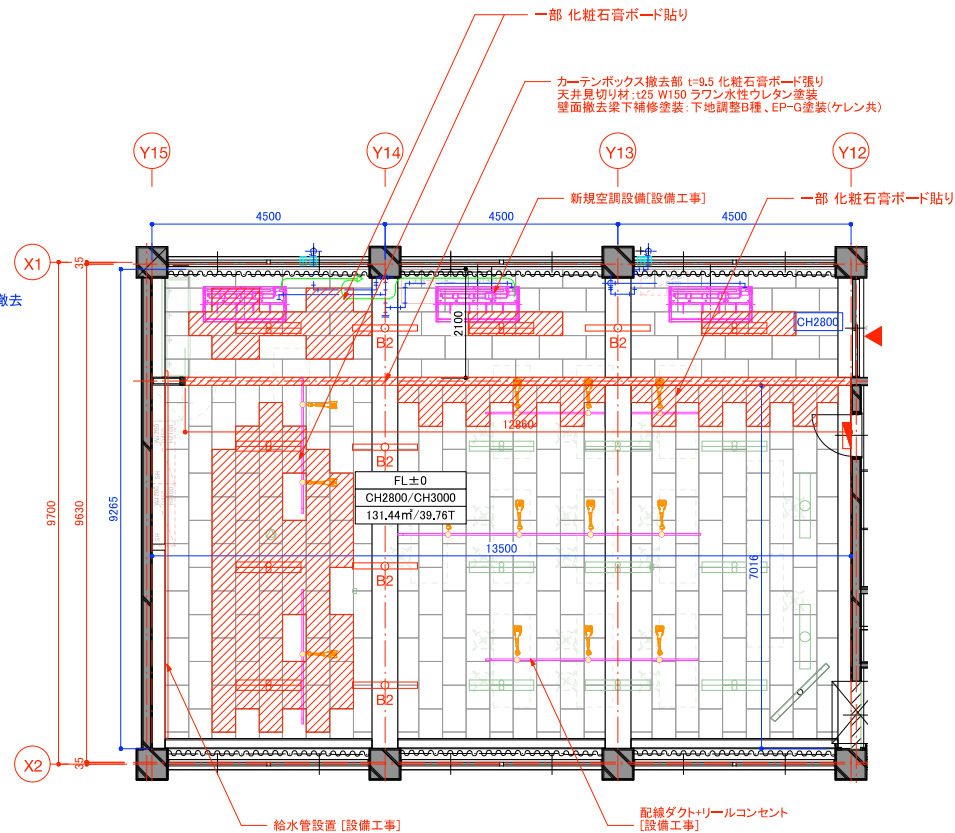 一部 化粧石膏ボード貼り
カーテンボックス撤去部 t=9.5 化粧石膏ボード張り
天井見切り材:t25 W150 ラワン水性ウレタン塗装
壁面撤去梁下補修塗装:下地調整B種、EP-G塗装(ケレン共)
Y15
Y14
Y13
Y12
新規空調設備[設備工事]
一部 化粧石膏ボード貼り
4500
4500
4500
X1
35
撤去
2100
CH2800
B2
B2
12860
B2
FL±0
CH2800/CH3000
131.44㎡/39.76T
9700
9630
9265
13500
7016
B2
B2
X2
35
給水管設置 [設備工事]
配線ダクト+リールコンセント
[設備工事]